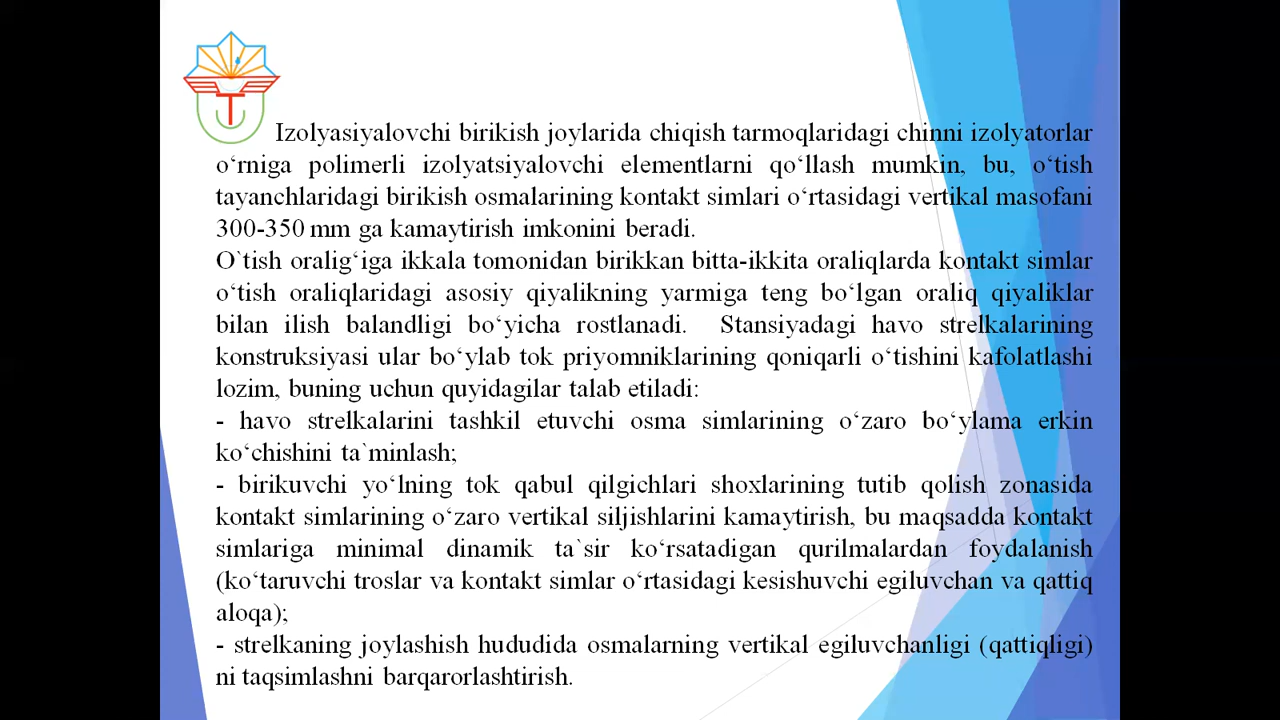 Izolyasiyalovchi birikish joylarida chiqish tarmoqlaridagi chinni izolyatorlar
o‘rniga polimerli izolyatsiyalovchi elementlarni qo‘llash mumkin, bu, o‘tish
tayanchlaridagi birikish osmalarining kontakt simlari o‘rtasidagi vertikal masofani
300-350 mm ga kamaytirish imkonini beradi.
O`tish oralig‘iga ikkala tomonidan birikkan bitta-ikkita oraliqlarda kontakt simlar
o‘tish oraliqlaridagi asosiy qiyalikning yarmiga teng bo‘lgan oraliq qiyaliklar
bilan ilish balandligi bo‘yicha rostlanadi. Stansiyadagi havo strelkalarining
konstruksiyasi ular bo‘ylab tok priyomniklarining qoniqarli o‘tishini kafolatlashi
lozim, buning uchun quyidagilar talab etiladi:
- havo strelkalarini tashkil etuvchi osma simlarining o‘zaro bo‘ylama erkin
ko‘chishini ta`minlash;
- birikuvchi yo‘lning tok qabul qilgichlari shoxlarining tutib qolish zonasida
kontakt simlarining o‘zaro vertikal siljishlarini kamaytirish, bu maqsadda kontakt
simlariga minimal dinamik ta`sir ko‘rsatadigan qurilmalardan foydalanish
(ko‘taruvchi troslar va kontakt simlar o‘rtasidagi kesishuvchi egiluvchan va qattiq
aloqa);
- strelkaning joylashish hududida osmalarning vertikal egiluvchanligi (qattiqligi)
ni taqsimlashni barqarorlashtirish.